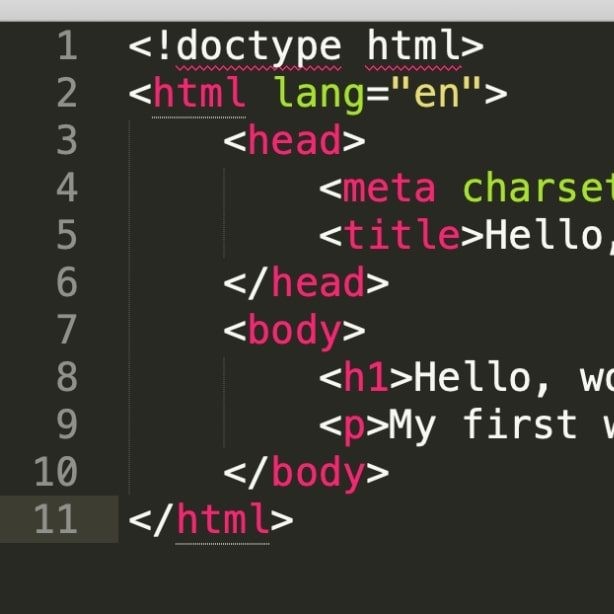 1 <!doctype html>
2 <html lang="en">
3 <head>
4 <meta charset
5 <title>Hello,
6 </head>
7 <body>
8 <h1>Hello, wo
9 <p>My first w
10 </body>
11 </html>